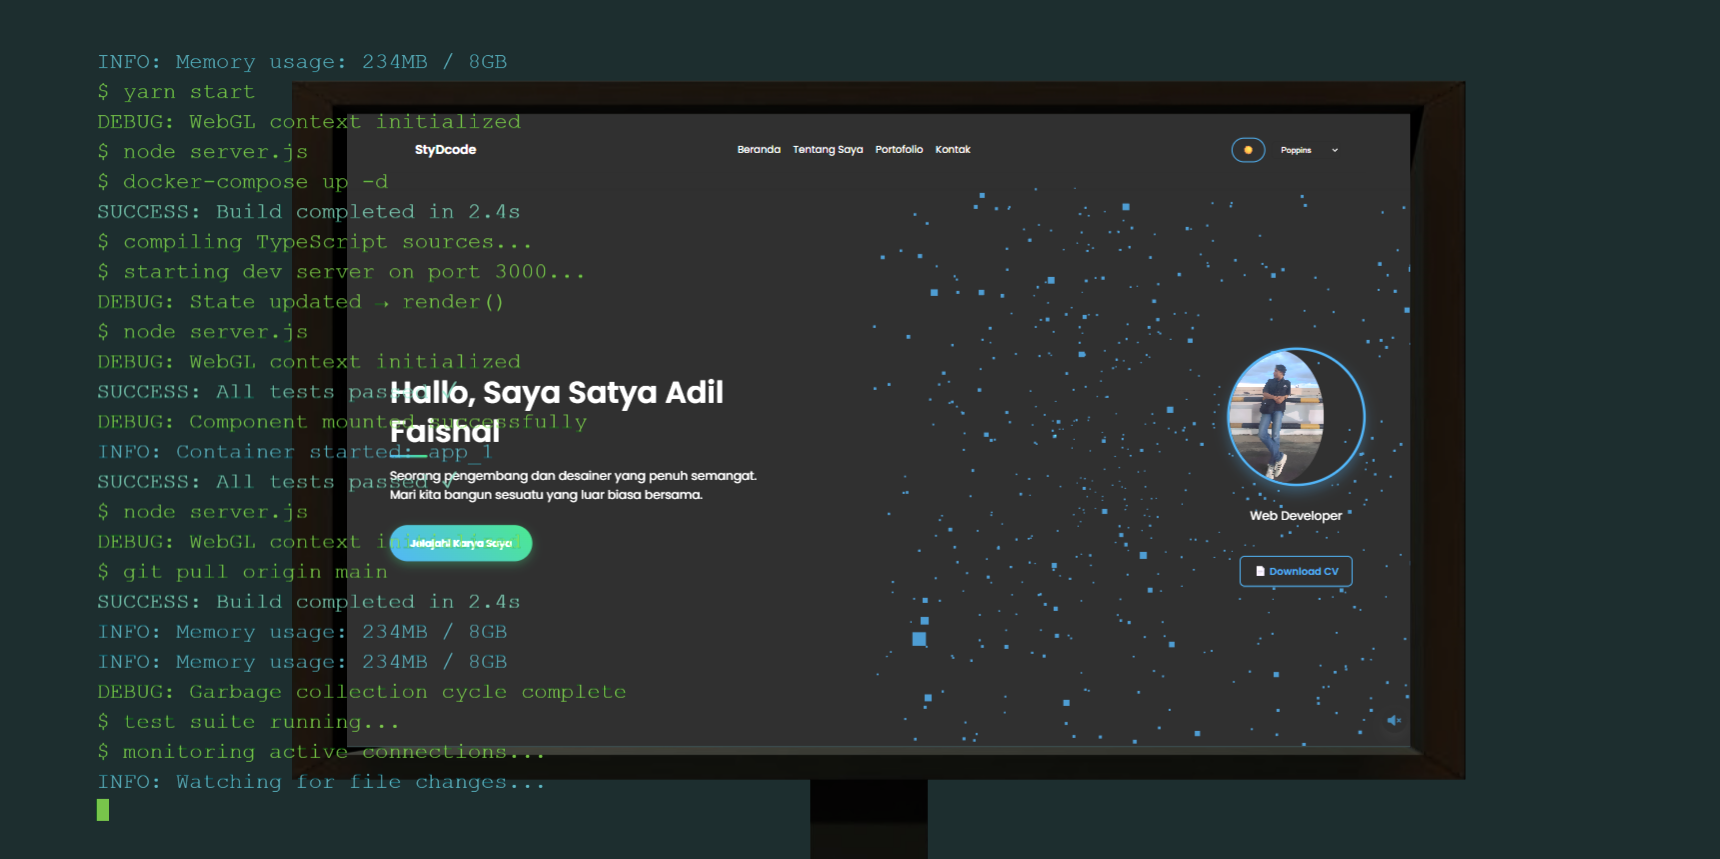 INFO: Memory usage: 234MB / 8GB
$ yarn start
DEBUG: WebGL context initialized
$ node server.js
$ docker-compose up -d
SUCCESS: Build completed in 2.4s
$ compiling TypeScript sources...
$ starting dev server on port 3000...
DEBUG: State updated → render()
$ node server.js
DEBUG: WebGL context initialized
SUCCESS: All tests passed ✓
DEBUG: Component mounted successfully
INFO: Container started: app_1
SUCCESS: All tests passed ✓
$ node server.js
DEBUG: WebGL context initialized
$ git pull origin main
SUCCESS: Build completed in 2.4s
INFO: Memory usage: 234MB / 8GB
INFO: Memory usage: 234MB / 8GB
DEBUG: Garbage collection cycle complete
$ test suite running...
$ monitoring active connections...
INFO: Watching for file changes...
StyDcode
Beranda Tentang Saya Portofolio Kontak
Poppins
Hallo, Saya Satya Adil
Faishal
Seorang pengembang dan desainer yang penuh semangat.
Mari kita bangun sesuatu yang luar biasa bersama.
Jelajahi Karya Saya
Web Developer
Download CV